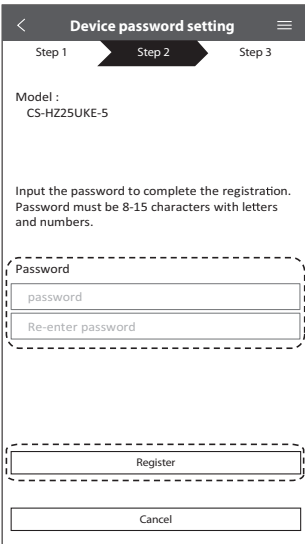 Device password setting
Step 1 Step 2 Step 3
Model :
CS-HZ25UKE-5
Input the password to complete the registration.
Password must be 8-15 characters with letters
and numbers.
Password
password
Re-enter password
Register
Cancel